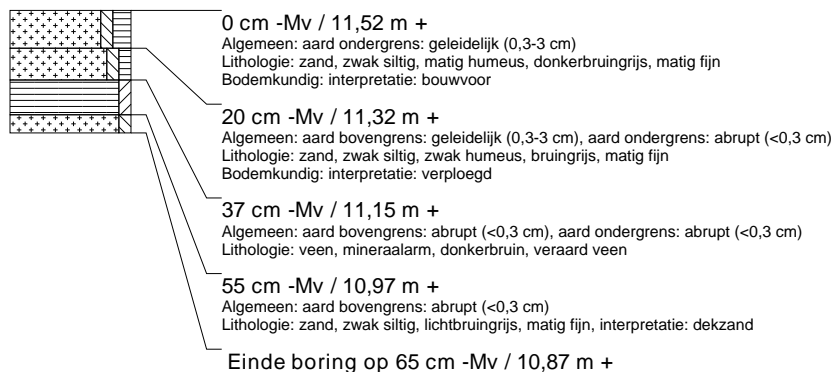 0 cm -Mv / 11,52 m +
Algemeen: aard ondergrens: geleidelijk (0,3-3 cm)
Lithologie: zand, zwak siltig, matig humeus, donkerbruingrijs, matig fijn
Bodemkundig: interpretatie: bouwvoor
20 cm -Mv / 11,32 m +
Algemeen: aard bovengrens: geleidelijk (0,3-3 cm), aard ondergrens: abrupt (<0,3 cm)
Lithologie: zand, zwak siltig, zwak humeus, bruingrijs, matig fijn
Bodemkundig: interpretatie: verploegd
37 cm -Mv / 11,15 m +
Algemeen: aard bovengrens: abrupt (<0,3 cm), aard ondergrens: abrupt (<0,3 cm)
Lithologie: veen, mineraalarm, donkerbruin, veraard veen
55 cm -Mv / 10,97 m +
Algemeen: aard bovengrens: abrupt (<0,3 cm)
Lithologie: zand, zwak siltig, lichtbruingrijs, matig fijn, interpretatie: dekzand
Einde boring op 65 cm -Mv / 10,87 m +